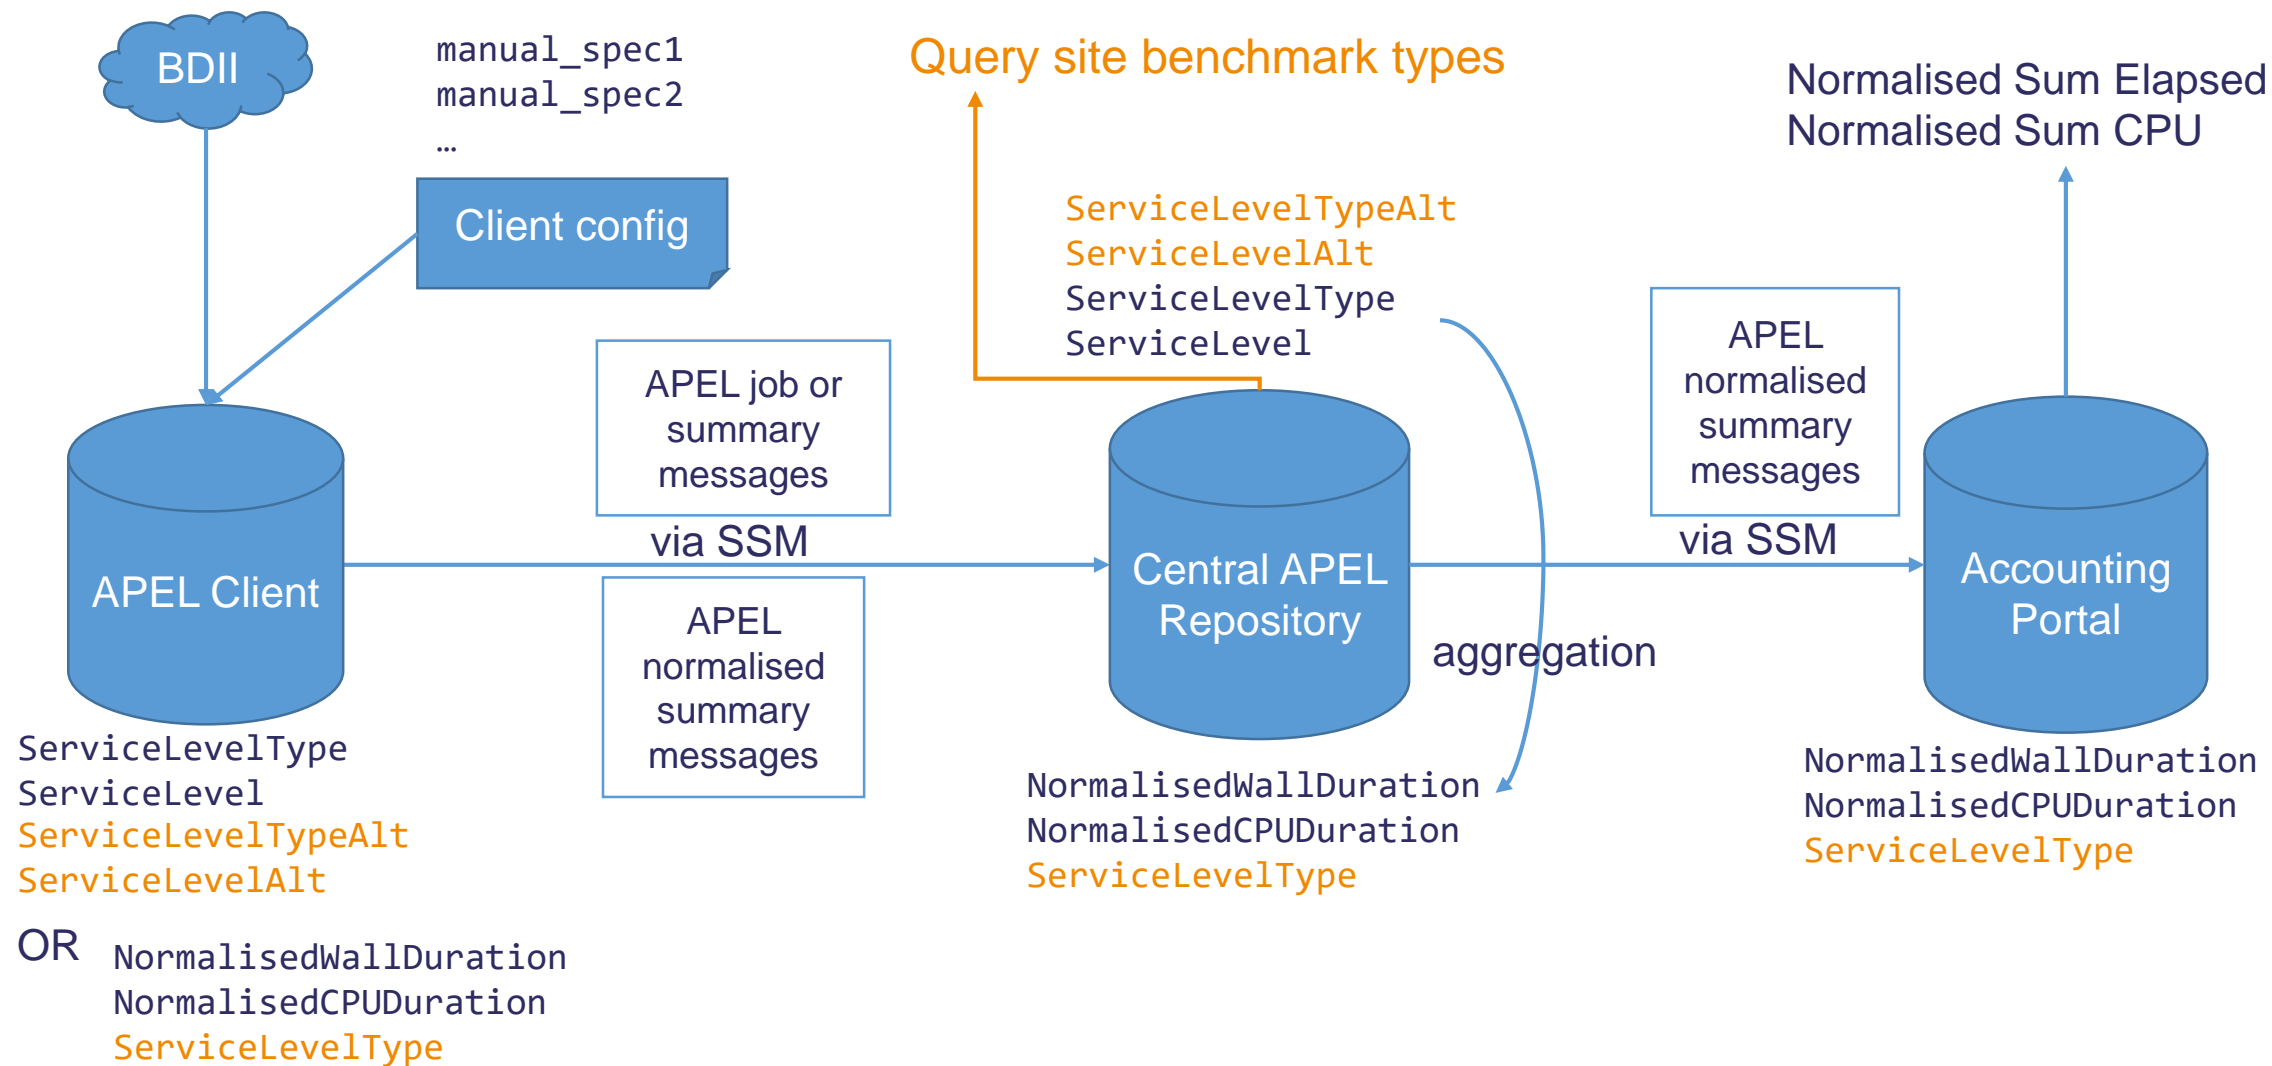 BDII
manual_spec1
manual_spec2
…
Client config
Query site benchmark types
Normalised Sum Elapsed
Normalised Sum CPU
ServiceLevelTypeAlt
ServiceLevelAlt
ServiceLevelType
ServiceLevel
APEL job or
summary
messages
via SSM
APEL
normalised
summary
messages
APEL Client
Central APEL
Repository
aggregation
APEL
normalised
summary
messages
via SSM
Accounting
Portal
ServiceLevelType
ServiceLevel
ServiceLevelTypeAlt
ServiceLevelAlt
OR
NormalisedWallDuration
NormalisedCPUDuration
ServiceLevelType
NormalisedWallDuration
NormalisedCPUDuration
ServiceLevelType
NormalisedWallDuration
NormalisedCPUDuration
ServiceLevelType